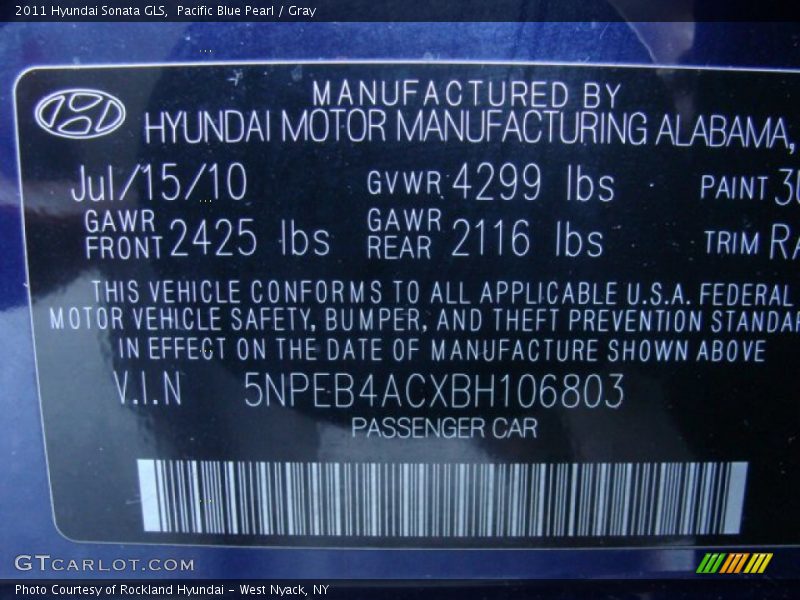 2011 Hyundai Sonata GLS, Pacific Blue Pearl / Gray
MANUFACTURED BY
HYUNDAI MOTOR MANUFACTURING ALABAMA,
Jul/15/10 GVWR 4299 lbs PAINT
GAWR FRONT 2425 lbs GAWR REAR 2116 lbs TRIM
THIS VEHICLE CONFORMS TO ALL APPLICABLE U.S.A. FEDERAL
MOTOR VEHICLE SAFETY, BUMPER, AND THEFT PREVENTION
IN EFFECT ON THE DATE OF MANUFACTURE SHOWN ABOVE
V.I.N 5NPEB4ACXBH106803
PASSENGER CAR
GTCARLOT.COM
Photo Courtesy of Rockland Hyundai - West Nyack, NY